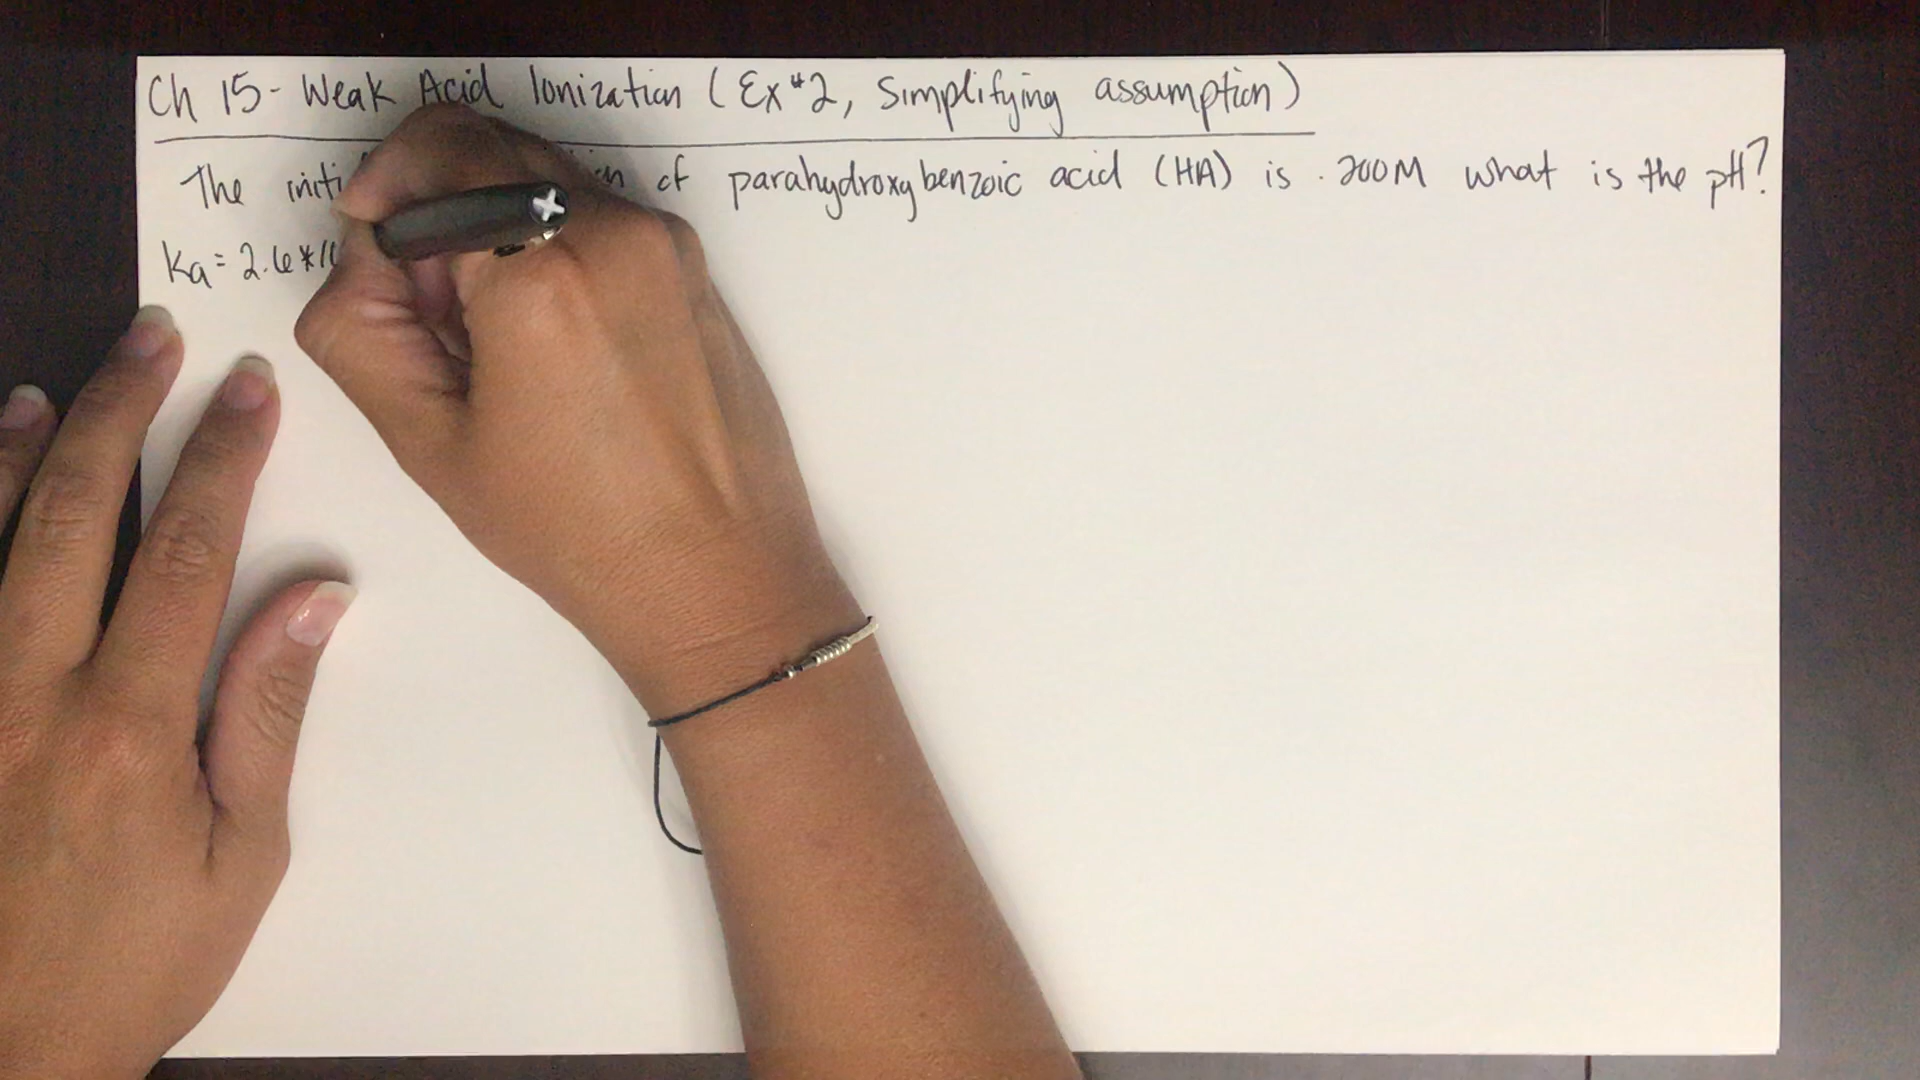 Ch 15 - Weak Acid Ionization (Ex #2, Simplifying assumption)
The of parahydroxybenzoic acid (HA) is .200M what is the pH?
Ka = 2.6*1